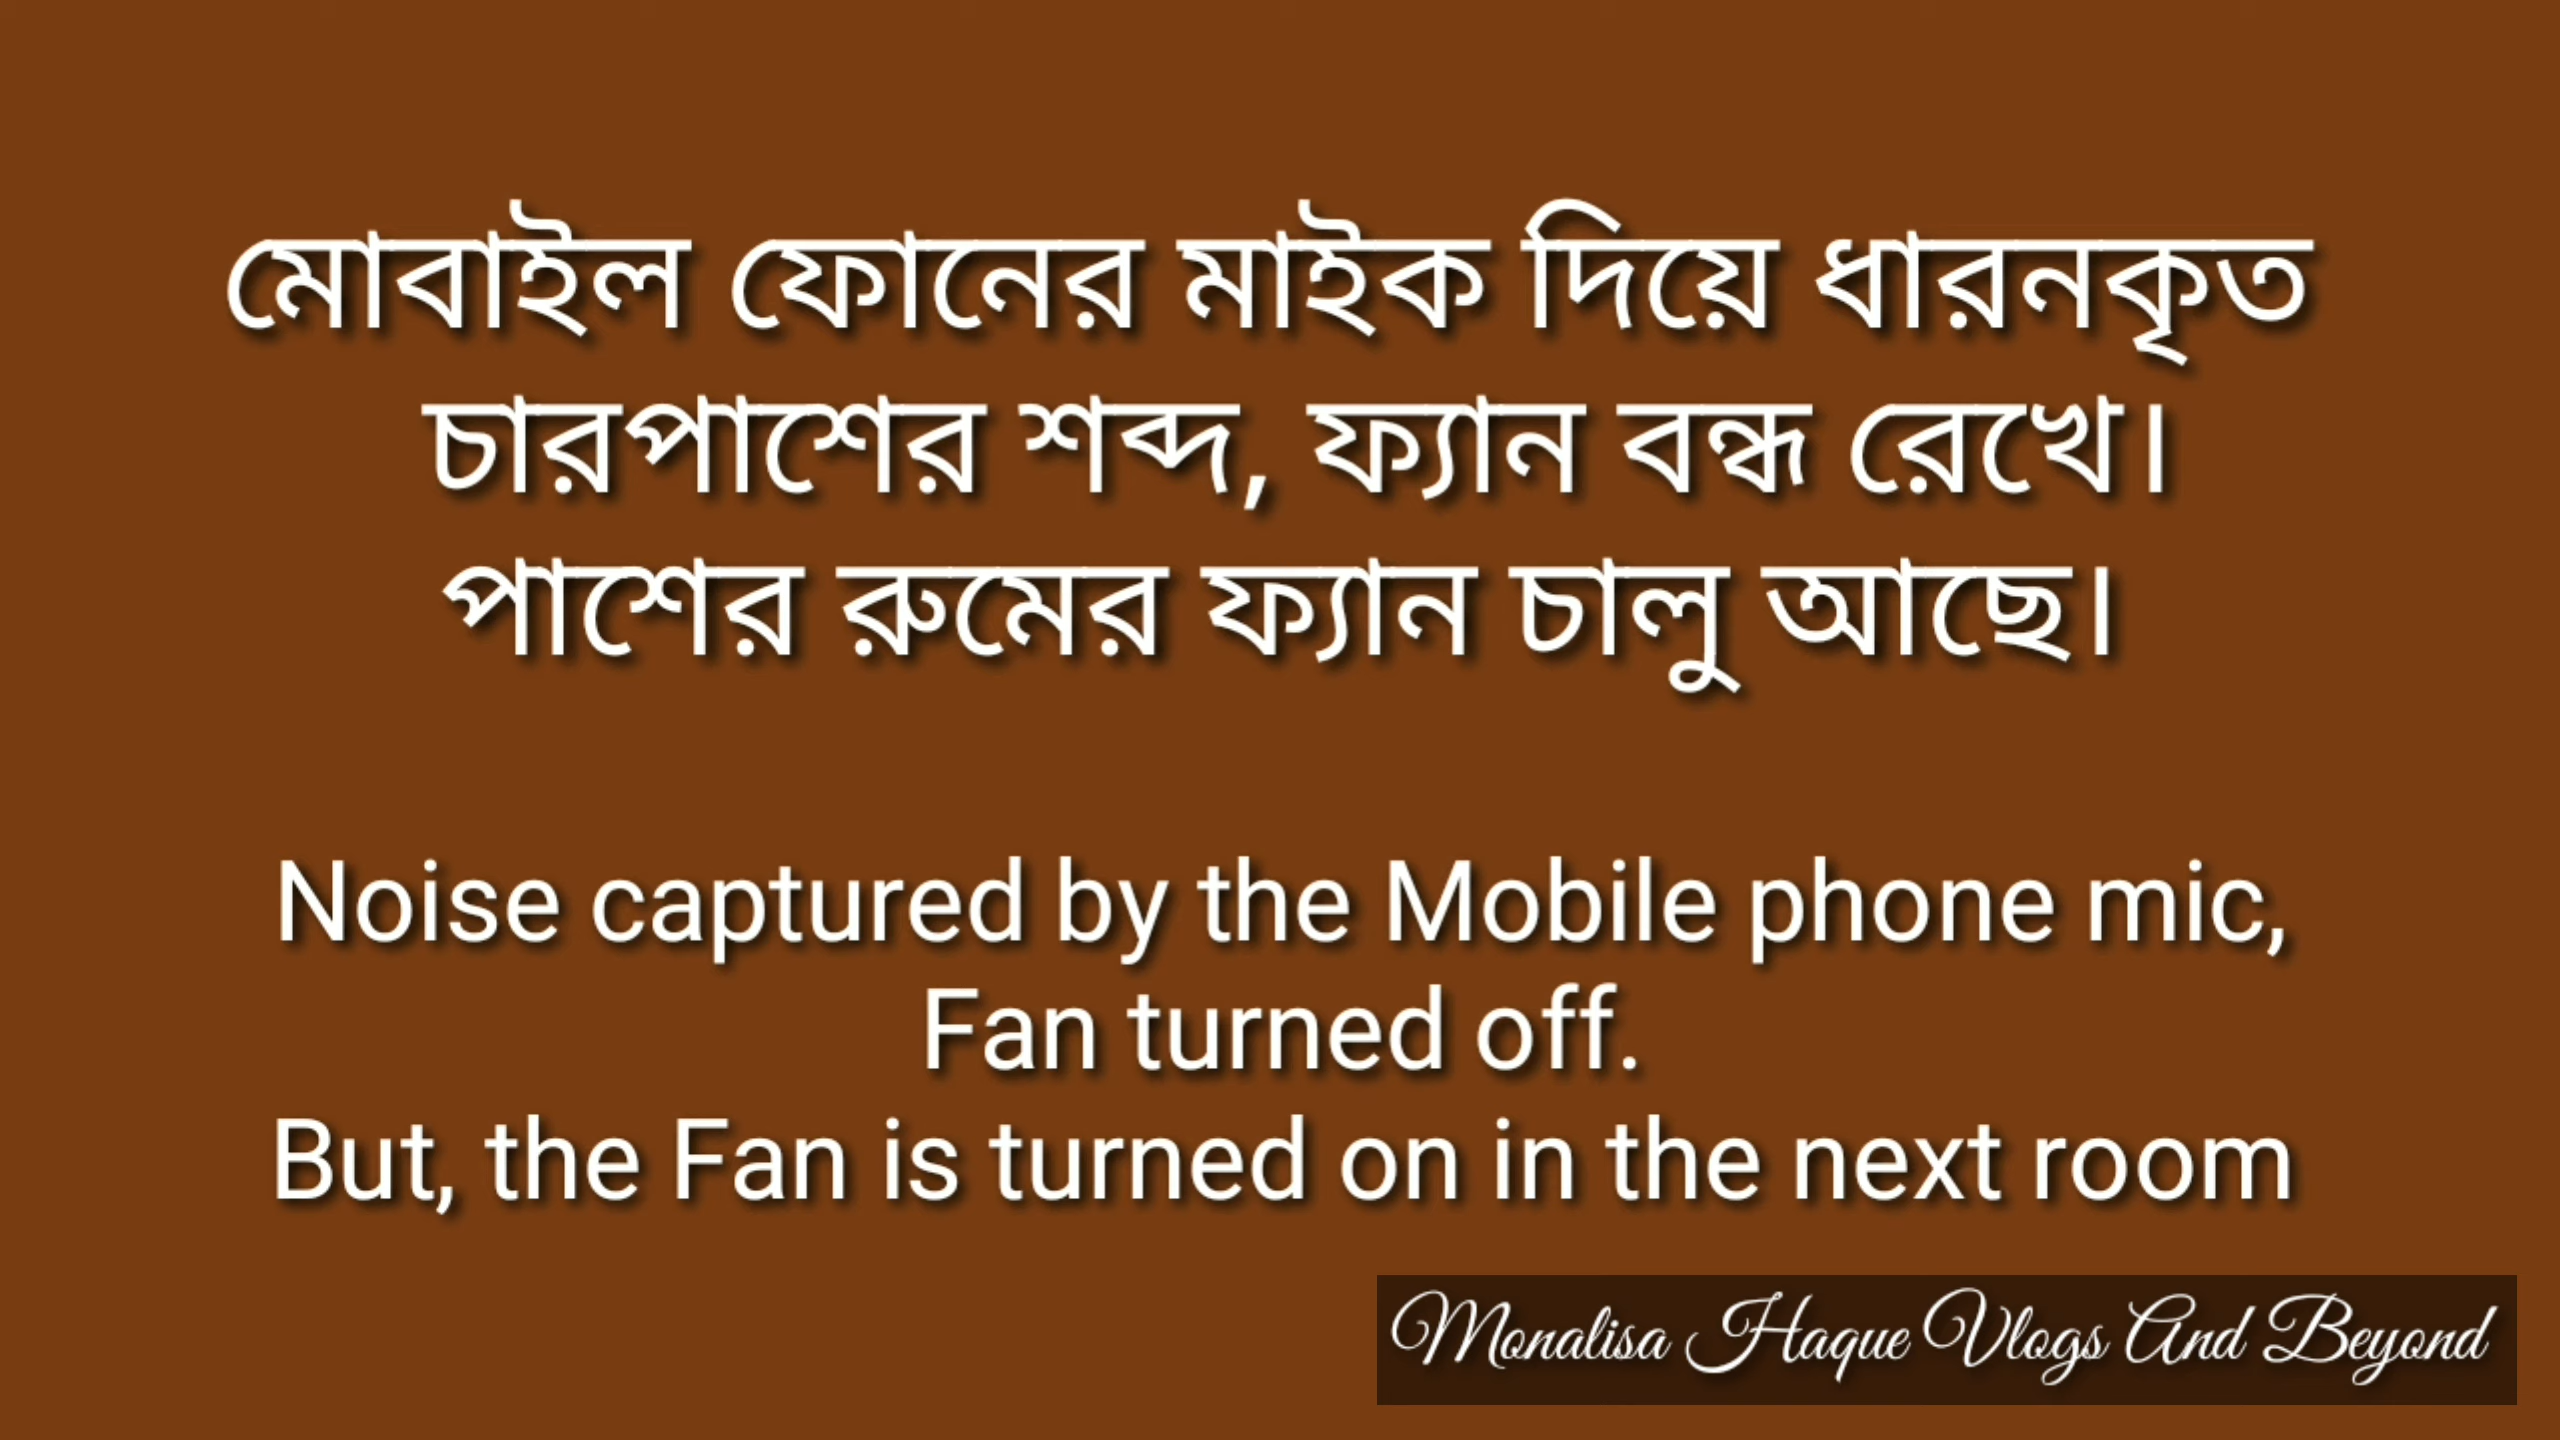 মোবাইল ফোনের মাইক দিয়ে ধারনকৃত
চারপাশের শব্দ, ফ্যান বন্ধ রেখে।
পাশের রুমের ফ্যান চালু আছে।
Noise captured by the Mobile phone mic,
Fan turned off.
But, the Fan is turned on in the next room
Monalisa Haque Vlogs And Beyond